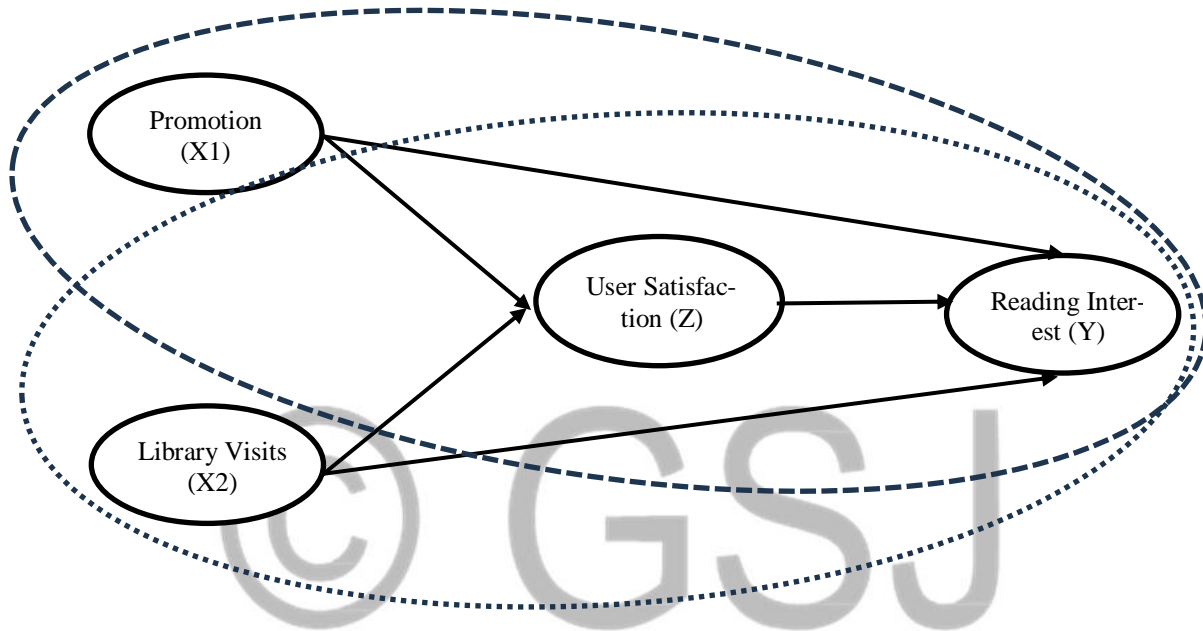 Promotion
(X1)
User Satisfac-
tion (Z)
Reading Inter-
est (Y)
Library Visits
(X2)
© GSJ